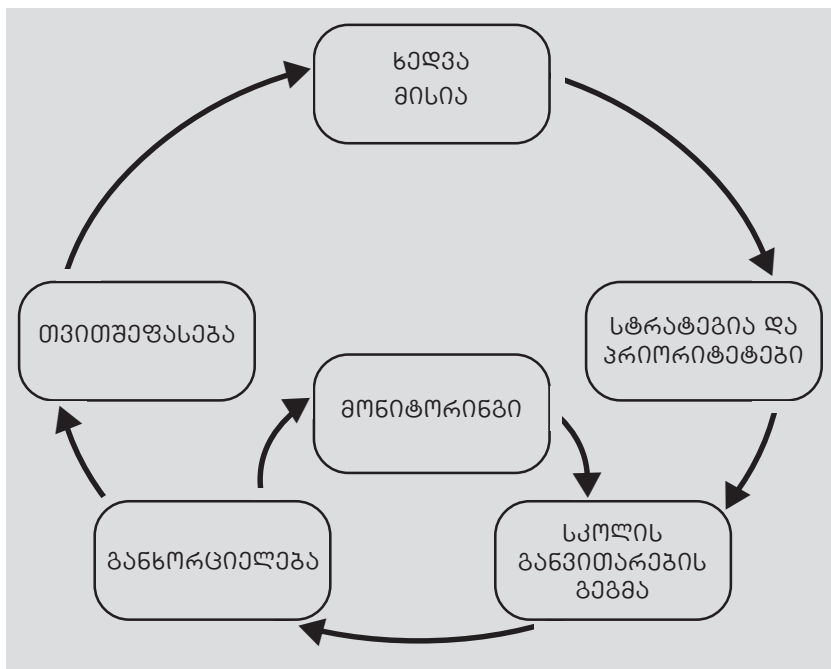 ხედვა
მისია
თვითშეფასება
სტრატეგია და
პრიორიტეტები
მონიტორინგი
განხორციელება
სკოლის
განვითარების
გეგმა